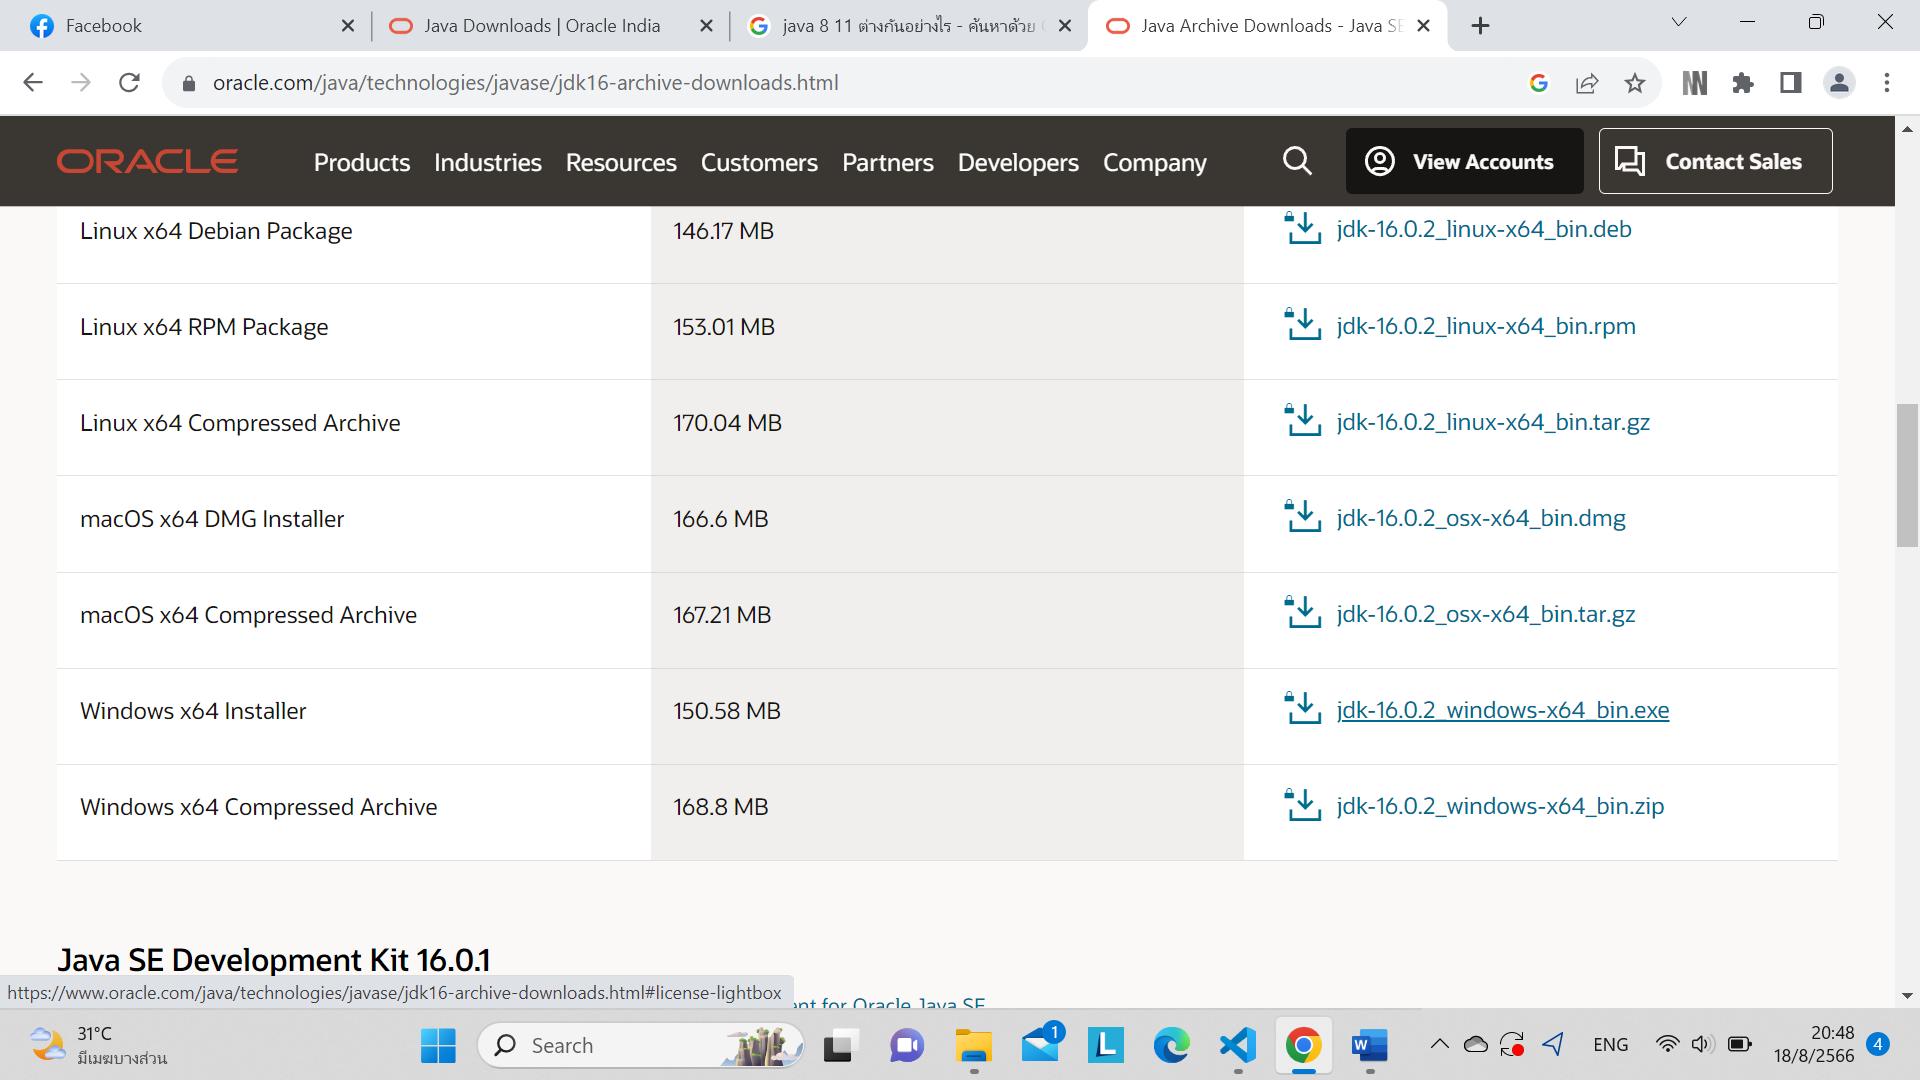 Facebook
Java Downloads | Oracle India
java 8 11 ต่างกันอย่างไร - ค้นหาด้วย
Java Archive Downloads - Java SE
oracle.com/java/technologies/javase/jdk16-archive-downloads.html
ORACLE
Products Industries Resources Customers Partners Developers Company
View Accounts
Contact Sales
Linux x64 Debian Package 146.17 MB jdk-16.0.2_linux-x64_bin.deb
Linux x64 RPM Package 153.01 MB jdk-16.0.2_linux-x64_bin.rpm
Linux x64 Compressed Archive 170.04 MB jdk-16.0.2_linux-x64_bin.tar.gz
macOS x64 DMG Installer 166.6 MB jdk-16.0.2_osx-x64_bin.dmg
macOS x64 Compressed Archive 167.21 MB jdk-16.0.2_osx-x64_bin.tar.gz
Windows x64 Installer 150.58 MB jdk-16.0.2_windows-x64_bin.exe
Windows x64 Compressed Archive 168.8 MB jdk-16.0.2_windows-x64_bin.zip
Java SE Development Kit 16.0.1
https://www.oracle.com/java/technologies/javase/jdk16-archive-downloads.html#license-lightbox
for Oracle Java SE
31°C
มีเมฆบางส่วน
Search
1
L
W
ENG
20:48
18/8/2566
4